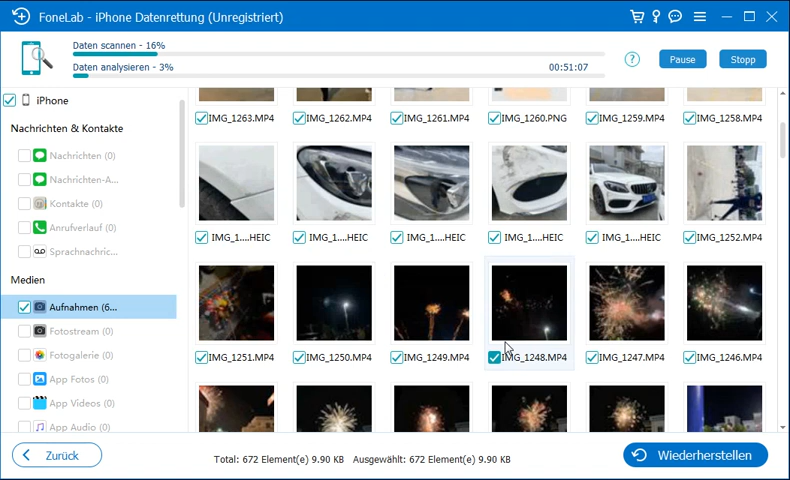 FoneLab - iPhone Datenrettung (Unregistriert)
Daten scannen - 16%
Daten analysieren - 3%
00:51:07
?
Pause
Stopp
iPhone
Nachrichten & Kontakte
Nachrichten (0)
Nachrichten-A...
Kontakte (0)
Anrufverlauf (0)
Sprachnachric...
Medien
Aufnahmen (6...
Fotostream (0)
Fotogalerie (0)
App Fotos (0)
App Videos (0)
App Audio (0)
IMG_1263.MP4
IMG_1262.MP4
IMG_1261.MP4
IMG_1260.PNG
IMG_1259.MP4
IMG_1258.MP4
IMG_1....HEIC
IMG_1....HEIC
IMG_1....HEIC
IMG_1....HEIC
IMG_1....HEIC
IMG_1252.MP4
IMG_1251.MP4
IMG_1250.MP4
IMG_1249.MP4
IMG_1248.MP4
IMG_1247.MP4
IMG_1246.MP4
Zurück
Total: 672 Element(e) 9.90 KB Ausgewählt: 672 Element(e) 9.90 KB
Wiederherstellen